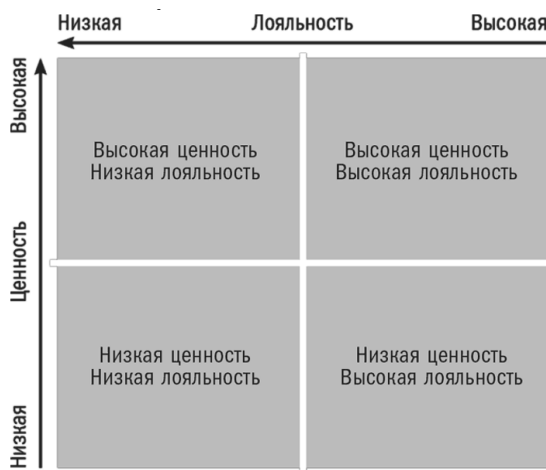 Низкая Лояльность Высокая
Высокая
Ценность
Низкая
Высокая ценность
Низкая лояльность
Высокая ценность
Высокая лояльность
Низкая ценность
Низкая лояльность
Низкая ценность
Высокая лояльность